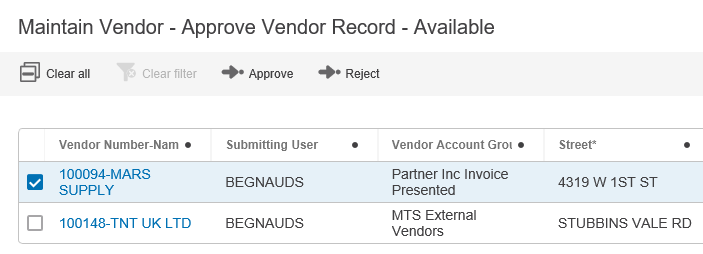 Maintain Vendor - Approve Vendor Record - Available
Clear all Clear filter Approve Reject
Vendor Number-Nam Submitting User Vendor Account Grou Street*
100094-MARS SUPPLY BEGNAUDS Partner Inc Invoice Presented 4319 W 1ST ST
100148-TNT UK LTD BEGNAUDS MTS External Vendors STUBBINS VALE RD